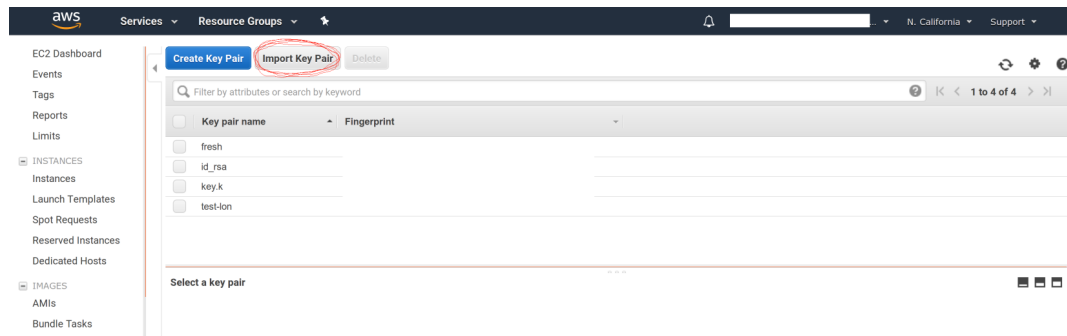 aws Services Resource Groups N. California Support
EC2 Dashboard
Events
Tags
Reports
Limits
INSTANCES
Instances
Launch Templates
Spot Requests
Reserved Instances
Dedicated Hosts
IMAGES
AMIs
Bundle Tasks
Create Key Pair Import Key Pair Delete
Filter by attributes or search by keyword 1 to 4 of 4
Key pair name Fingerprint
fresh
id_rsa
key.k
test-lon
Select a key pair